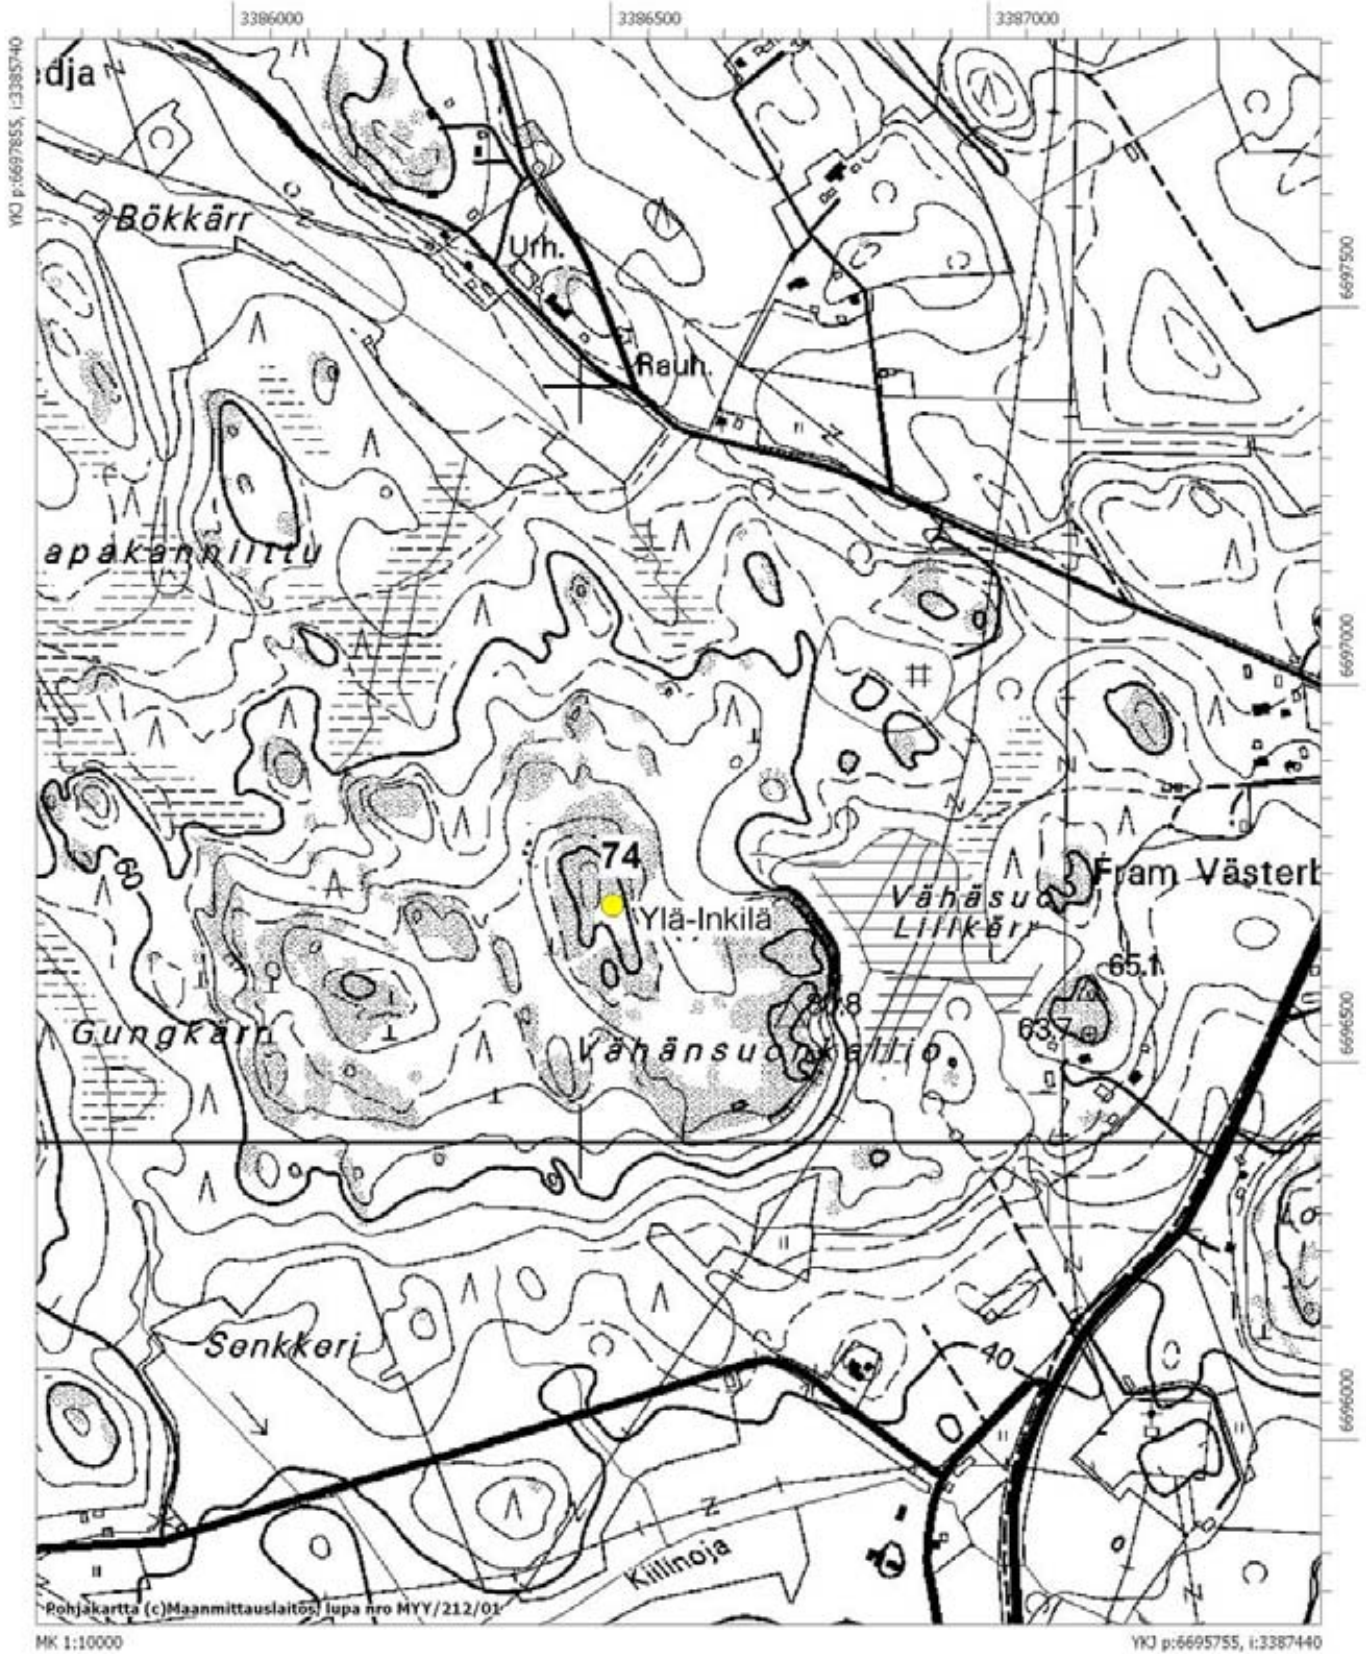 3386000
3386500
3387000
YKJ p:6697855, i:3385740
edja
Bökkärr
Urh.
6697500
Rauh.
apakanniittu
6697000
60
74
Ylä-Inkilä
Fram Västerb
Vähäsuo
Lillkärr
65.1
63.7
6696500
Gungkärr
Vähänsuonkallio
Lo
Senkkeri
40
6696000
Kiilinoja
Pohjakartta (c)Maanmittauslaitos, lupa nro MYY/212/01
MK 1:10000
YKJ p:6695755, i:3387440